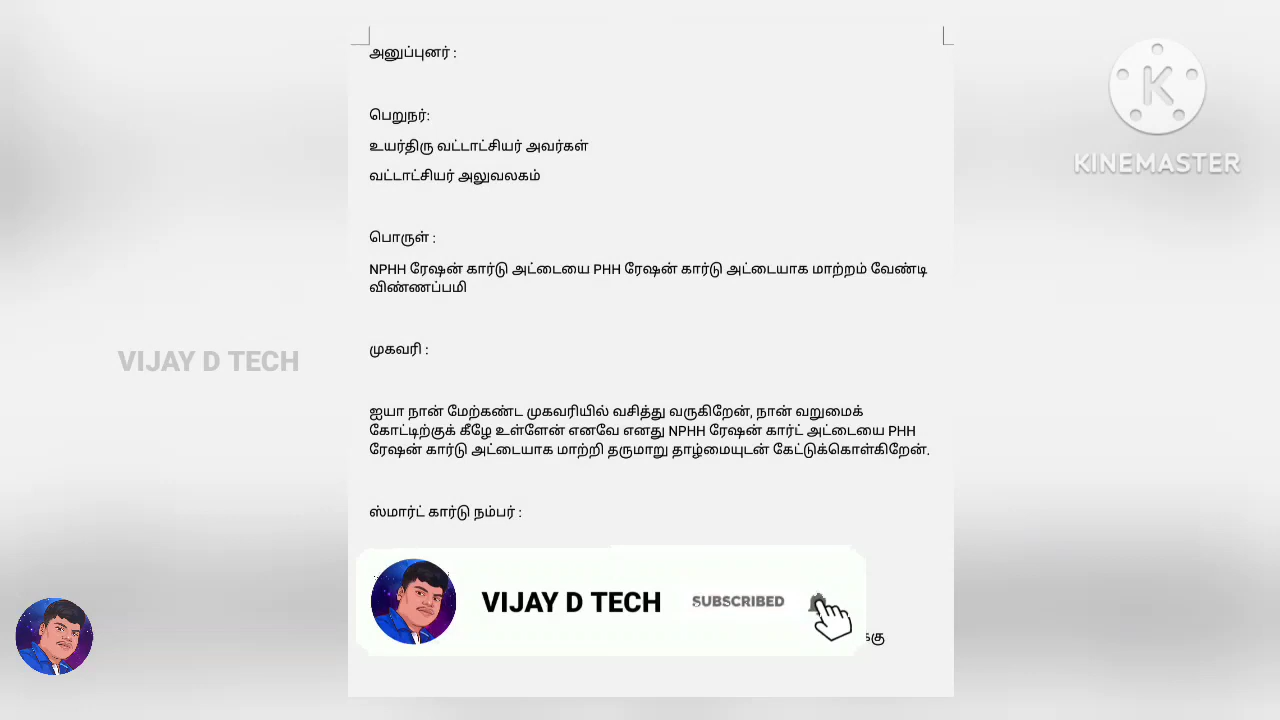 அனுப்புனர் :
பெறுநர்:
உயர்திரு வட்டாட்சியர் அவர்கள்
வட்டாட்சியர் அலுவலகம்
பொருள் :
NPHH ரேஷன் கார்டு அட்டையை PHH ரேஷன் கார்டு அட்டையாக மாற்றம் வேண்டி
விண்ணப்பமி
முகவரி :
ஐயா நான் மேற்கண்ட முகவரியில் வசித்து வருகிறேன், நான் வறுமைக்
கோட்டிற்குக் கீழே உள்ளேன் எனவே எனது NPHH ரேஷன் கார்ட் அட்டையை PHH
ரேஷன் கார்டு அட்டையாக மாற்றி தருமாறு தாழ்மையுடன் கேட்டுக்கொள்கிறேன்.
ஸ்மார்ட் கார்டு நம்பர் :
VIJAY D TECH SUBSCRIBED
VIJAY D TECH
KINEMASTER